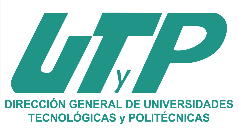 UTyP
DIRECCIÓN GENERAL DE UNIVERSIDADES
TECNOLÓGICAS y POLITÉCNICAS